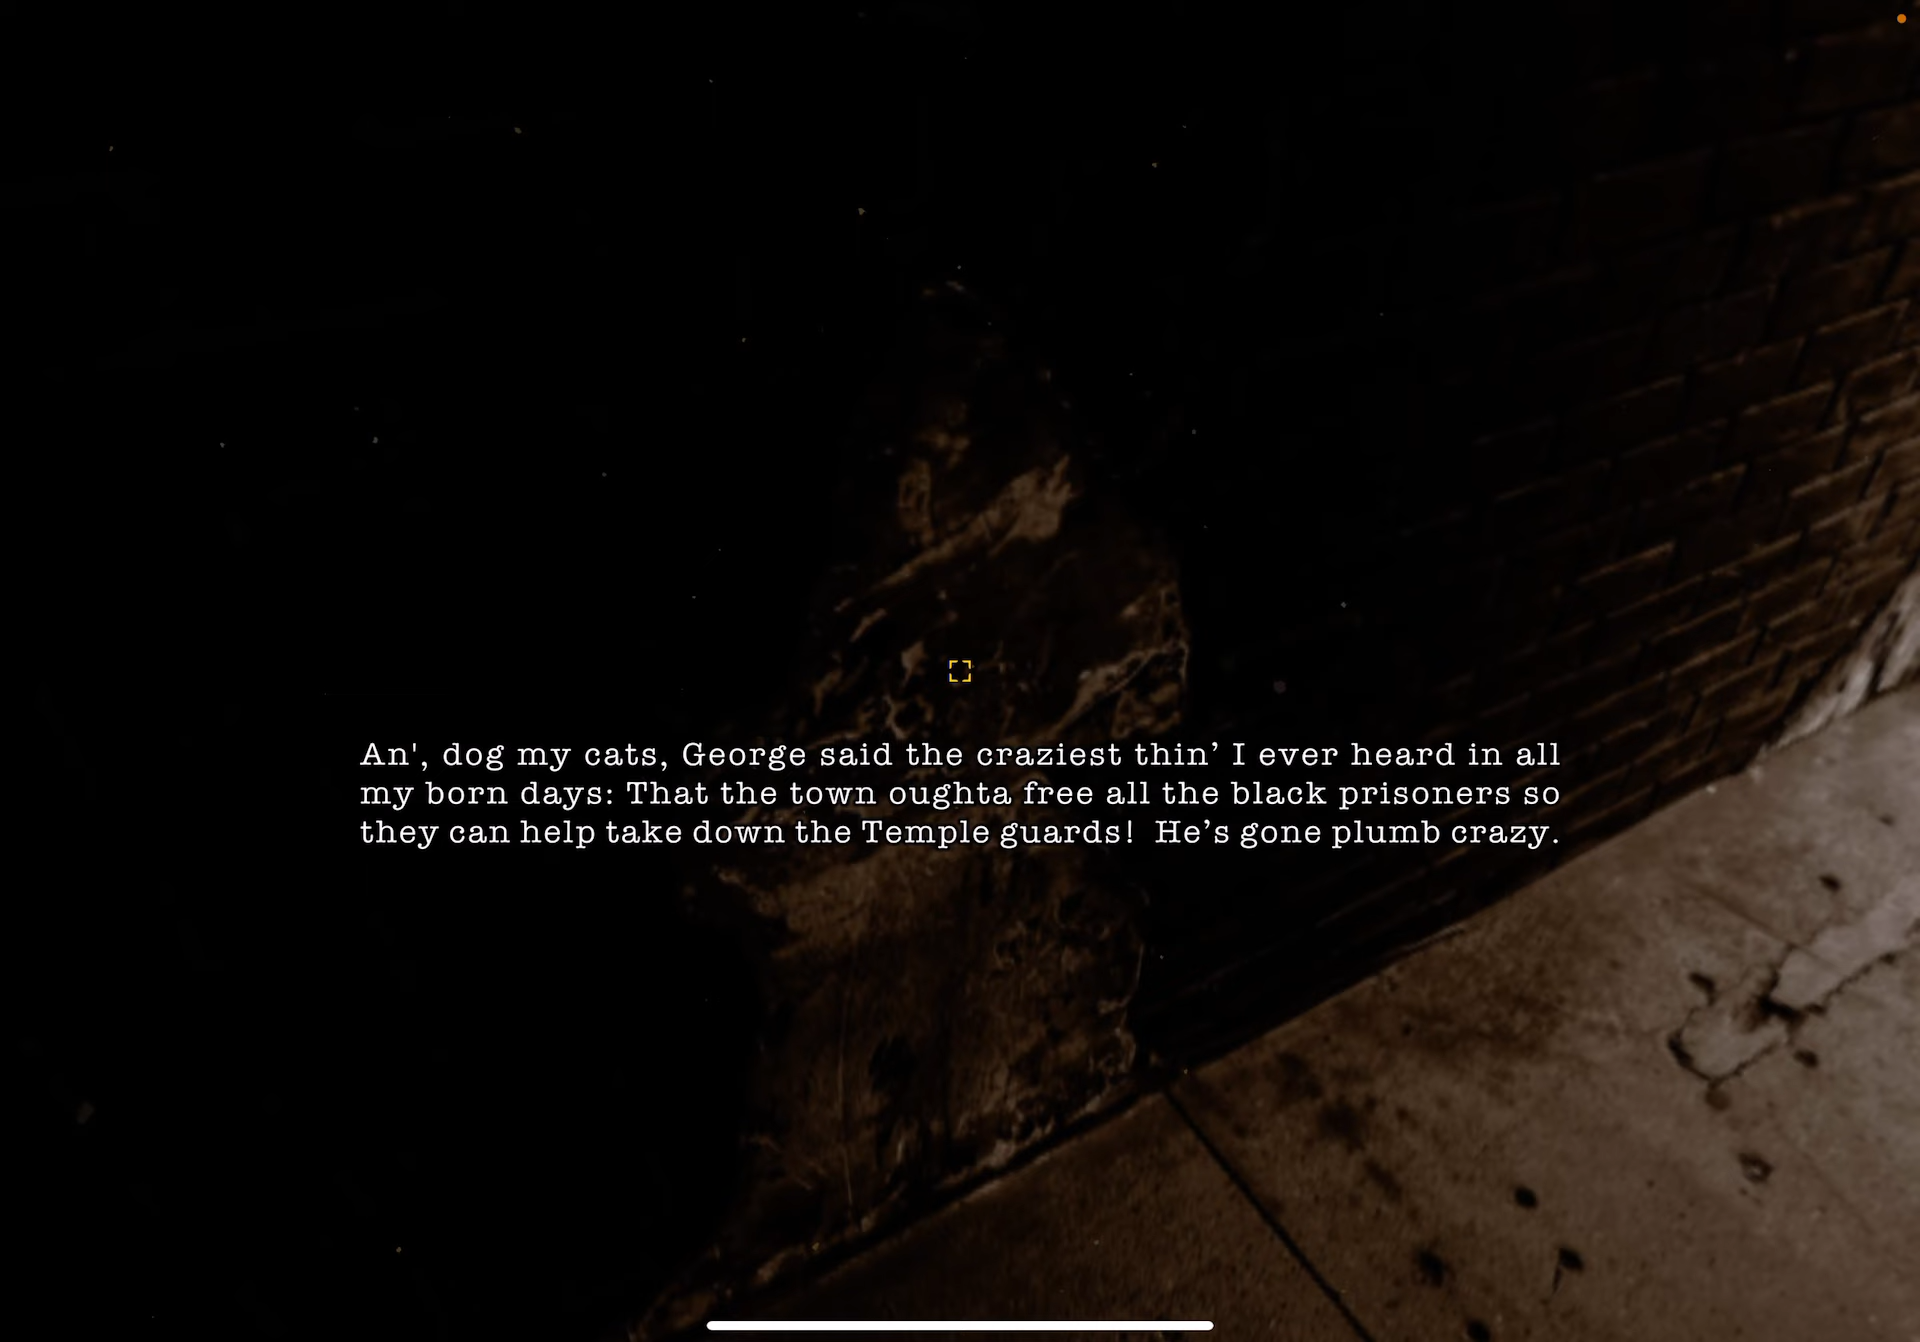 An', dog my cats, George said the craziest thin’ I ever heard in all
my born days: That the town oughta free all the black prisoners so
they can help take down the Temple guards!  He’s gone plumb crazy.